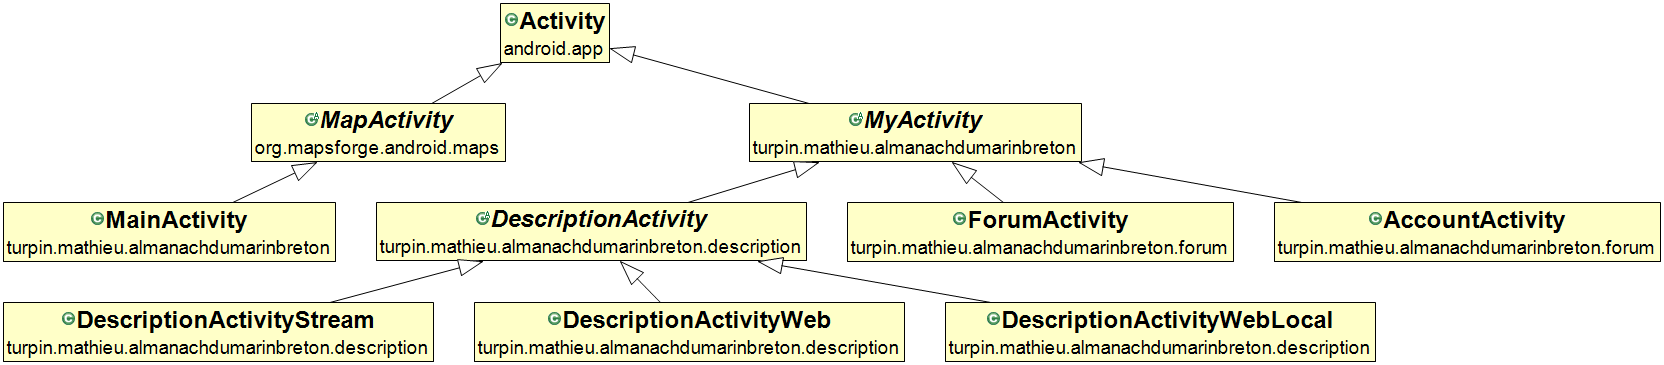 Activity
android.app
MapActivity
org.mapsforge.android.maps
MyActivity
turpin.mathieu.almanachdumarinbreton
MainActivity
turpin.mathieu.almanachdumarinbreton
DescriptionActivity
turpin.mathieu.almanachdumarinbreton.description
ForumActivity
turpin.mathieu.almanachdumarinbreton.forum
AccountActivity
turpin.mathieu.almanachdumarinbreton.forum
DescriptionActivityStream
turpin.mathieu.almanachdumarinbreton.description
DescriptionActivityWeb
turpin.mathieu.almanachdumarinbreton.description
DescriptionActivityWebLocal
turpin.mathieu.almanachdumarinbreton.description